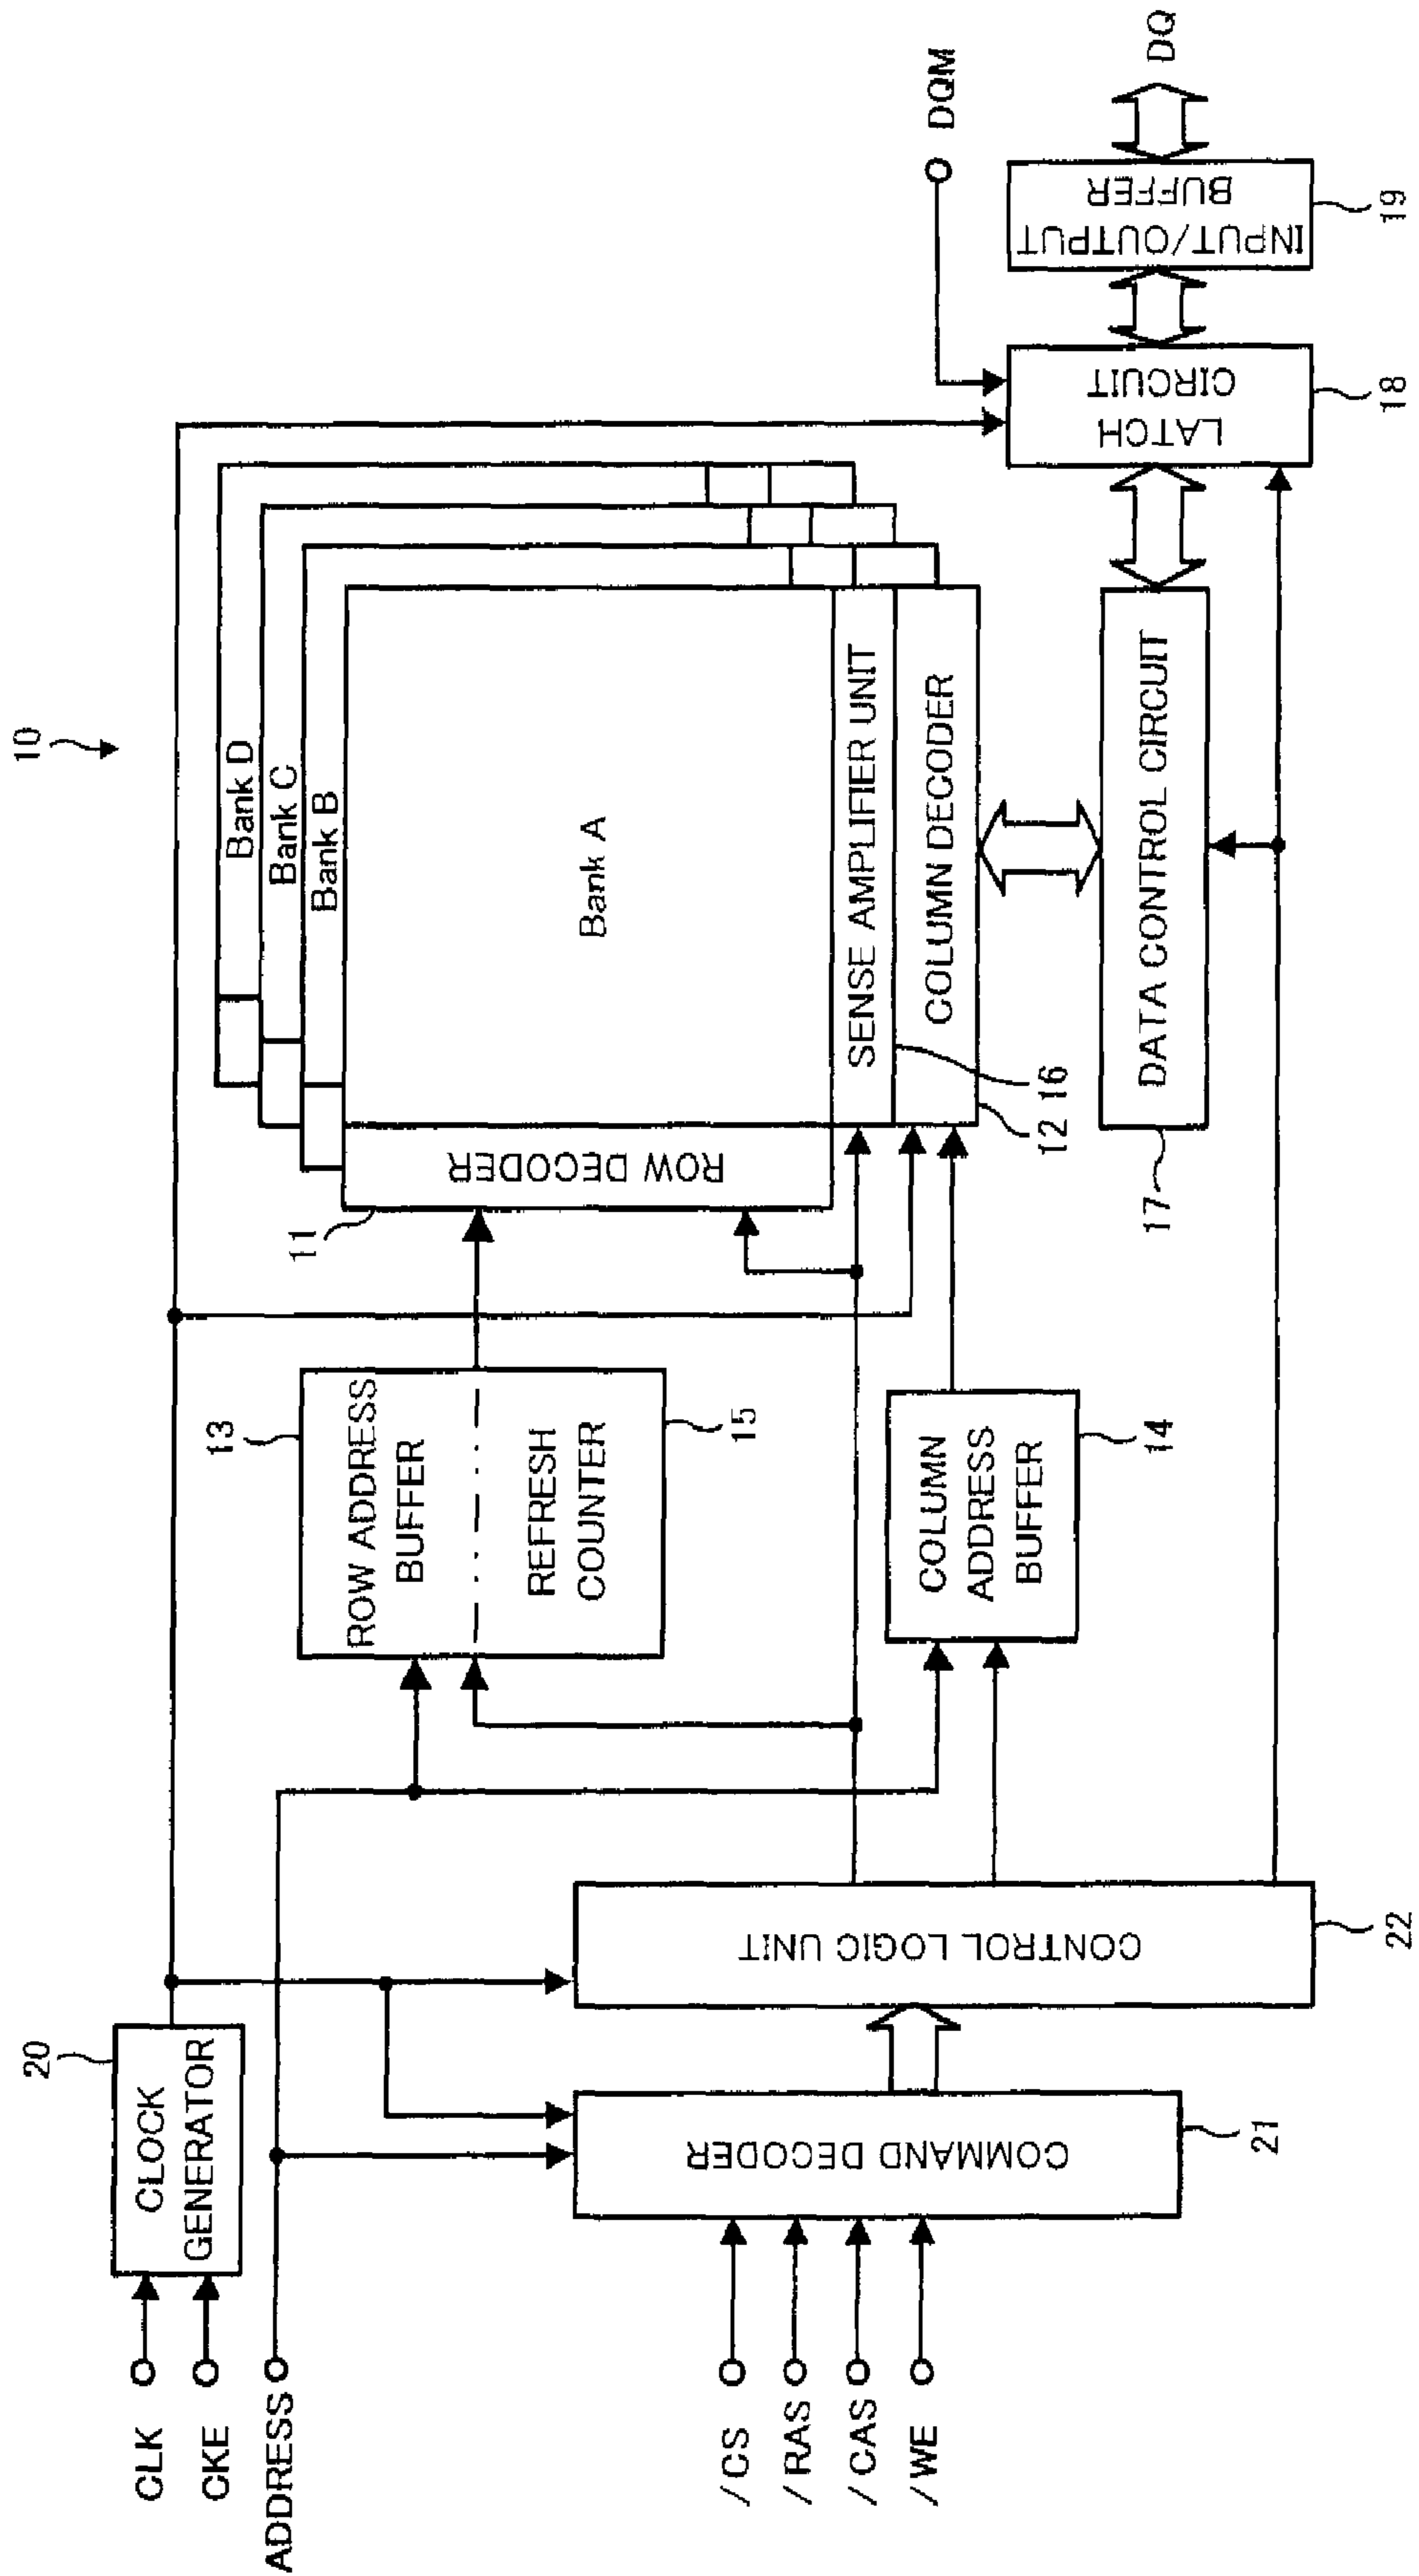 10
CLK
CKE
ADDRESS
/CS
/RAS
/CAS
/WE
20
CLOCK
GENERATOR
COMMAND DECODER
21
CONTROL LOGIC UNIT
22
13
ROW ADDRESS
BUFFER
REFRESH
COUNTER
15
COLUMN
ADDRESS
BUFFER
14
11
ROW DECODER
Bank D
Bank C
Bank B
Bank A
SENSE AMPLIFIER UNIT
COLUMN DECODER
12
16
DATA CONTROL CIRCUIT
17
LATCH
CIRCUIT
18
INPUT/OUTPUT
BUFFER
19
DQM
DQ